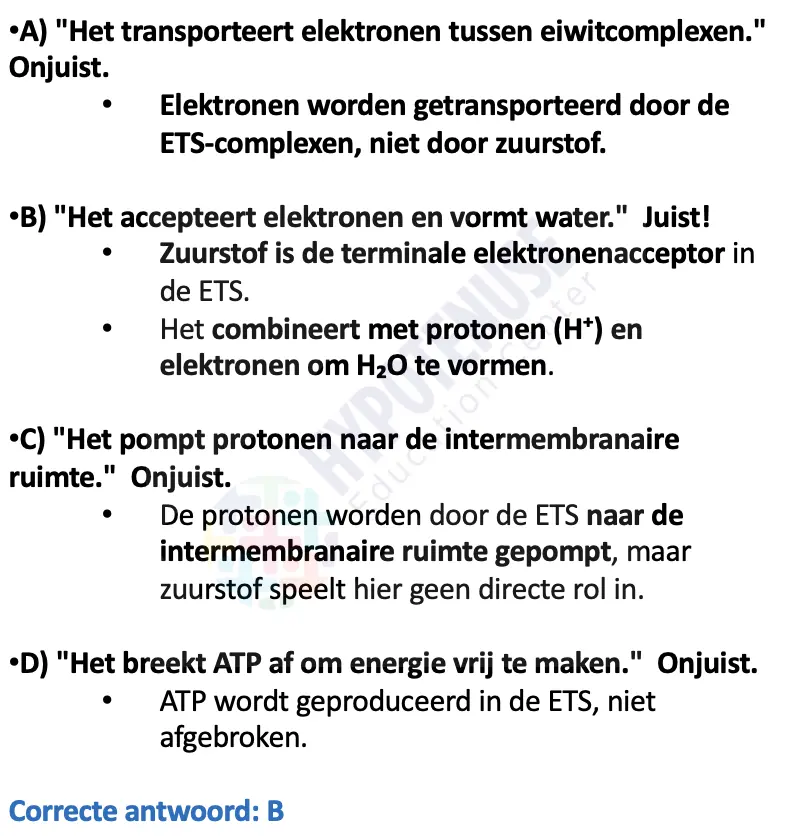 •A) "Het transporteert elektronen tussen eiwitcomplexen."
Onjuist.
• Elektronen worden getransporteerd door de
ETS-complexen, niet door zuurstof.
•B) "Het accepteert elektronen en vormt water."  Juist!
• Zuurstof is de terminale elektronenacceptor in
de ETS.
• Het combineert met protonen (H⁺) en
elektronen om H₂O te vormen.
•C) "Het pompt protonen naar de intermembranaire
ruimte."  Onjuist.
• De protonen worden door de ETS naar de
intermembranaire ruimte gepompt, maar
zuurstof speelt hier geen directe rol in.
•D) "Het breekt ATP af om energie vrij te maken."  Onjuist.
• ATP wordt geproduceerd in de ETS, niet
afgebroken.
Correcte antwoord: B
HYPOTENUSE
Education Center